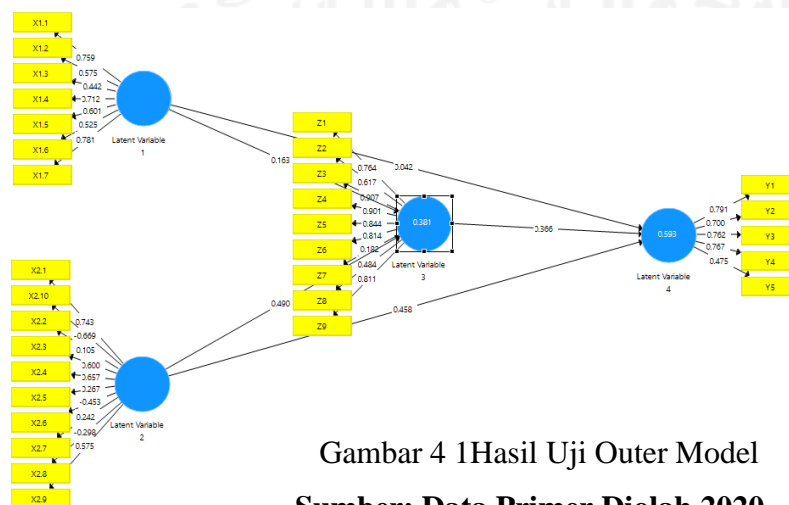 X1.1
X1.2
X1.3
X1.4
X1.5
X1.6
X1.7
0.759
0.575
0.442
0.712
0.601
0.525
0.781
Latent Variable
1
0.163
0.042
Z1
Z2
Z3
Z4
Z5
Z6
Z7
Z8
Z9
0.764
0.617
0.907
0.901
0.844
0.814
0.182
0.484
0.811
0.381
Latent Variable
3
0.366
0.593
Latent Variable
4
0.791
0.700
0.762
0.767
0.475
Y1
Y2
Y3
Y4
Y5
X2.1
X2.10
X2.2
X2.3
X2.4
X2.5
X2.6
X2.7
X2.8
X2.9
0.743
-0.669
0.105
0.600
0.657
0.267
-0.453
0.242
-0.298
0.575
Latent Variable
2
0.490
0.458
Gambar 4 1Hasil Uji Outer Model
Sumber: Data Primer Diolah 2020